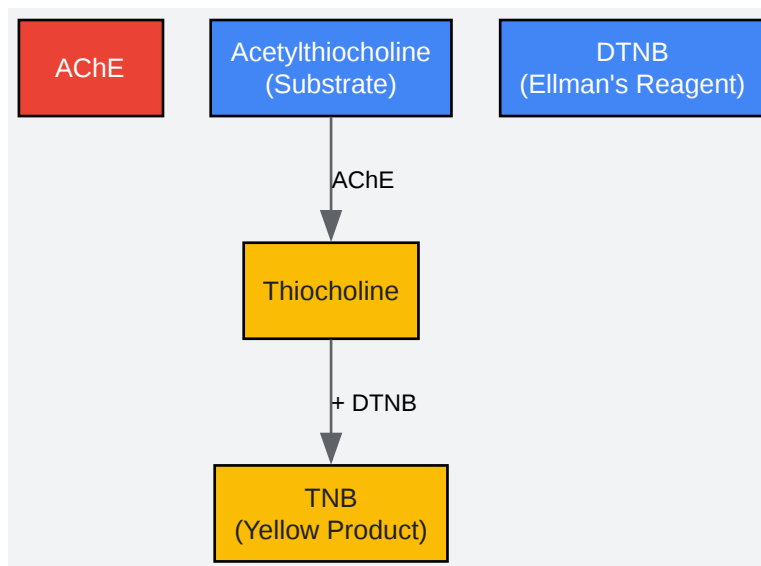 AChE
Acetylthiocholine
(Substrate)
DTNB
(Ellman's Reagent)
AChE
Thiocholine
+ DTNB
TNB
(Yellow Product)